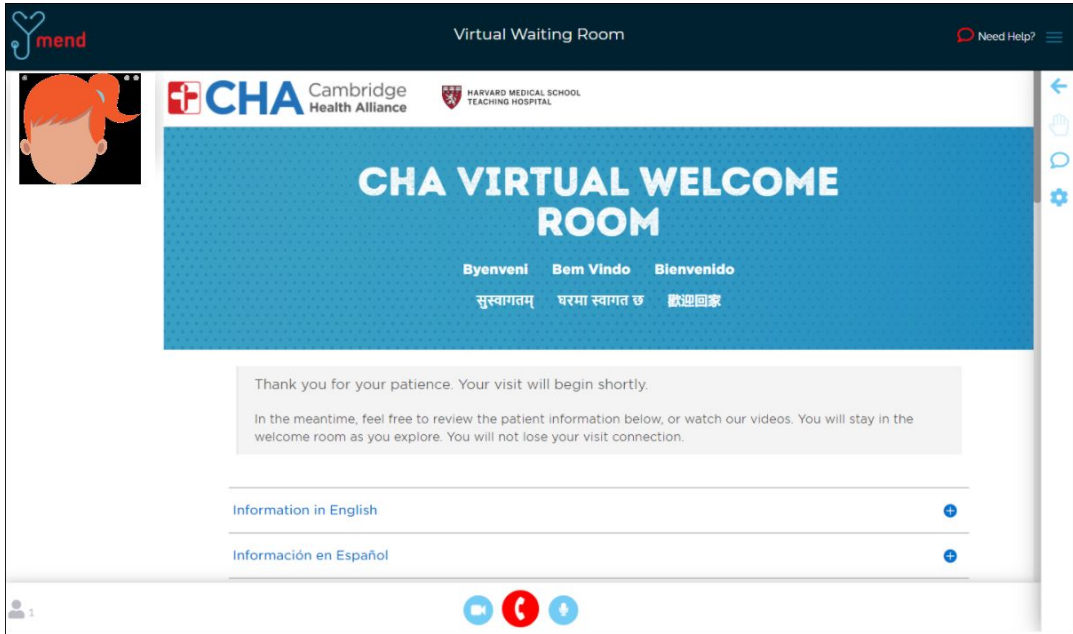 mend
Virtual Waiting Room
Need Help?
CHA Cambridge
Health Alliance
HARVARD MEDICAL SCHOOL
TEACHING HOSPITAL
CHA VIRTUAL WELCOME
ROOM
Byenveni Bem Vindo Bienvenido
सुस्वागतम् घरमा स्वागत छ 歡迎回家
Thank you for your patience. Your visit will begin shortly.
In the meantime, feel free to review the patient information below, or watch our videos. You will stay in the
welcome room as you explore. You will not lose your visit connection.
Information in English
Información en Español
1